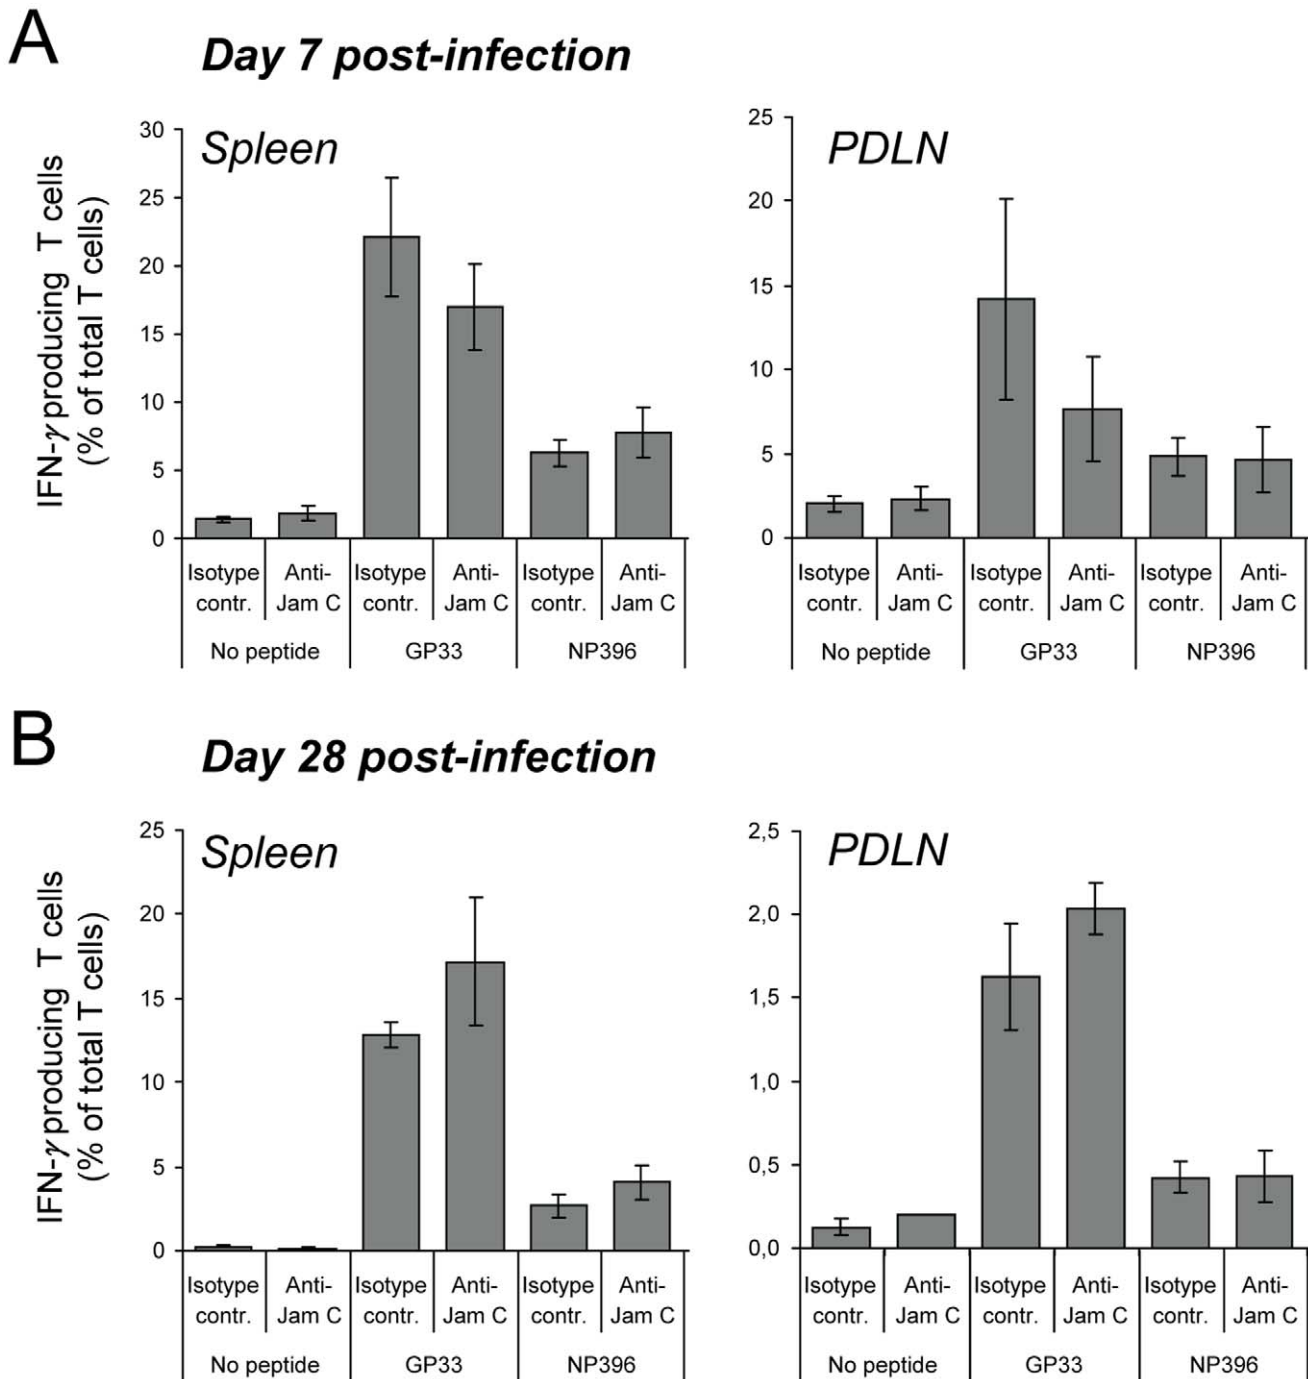 A
Day 7 post-infection
IFN-γ producing T cells
(% of total T cells)
Spleen
30
25
20
15
10
5
0
Isotype contr. Anti-Jam C Isotype contr. Anti-Jam C Isotype contr. Anti-Jam C
No peptide GP33 NP396
PDLN
25
20
15
10
5
0
Isotype contr. Anti-Jam C Isotype contr. Anti-Jam C Isotype contr. Anti-Jam C
No peptide GP33 NP396
B
Day 28 post-infection
IFN-γ producing T cells
(% of total T cells)
Spleen
25
20
15
10
5
0
Isotype contr. Anti-Jam C Isotype contr. Anti-Jam C Isotype contr. Anti-Jam C
No peptide GP33 NP396
PDLN
2,5
2,0
1,5
1,0
0,5
0,0
Isotype contr. Anti-Jam C Isotype contr. Anti-Jam C Isotype contr. Anti-Jam C
No peptide GP33 NP396